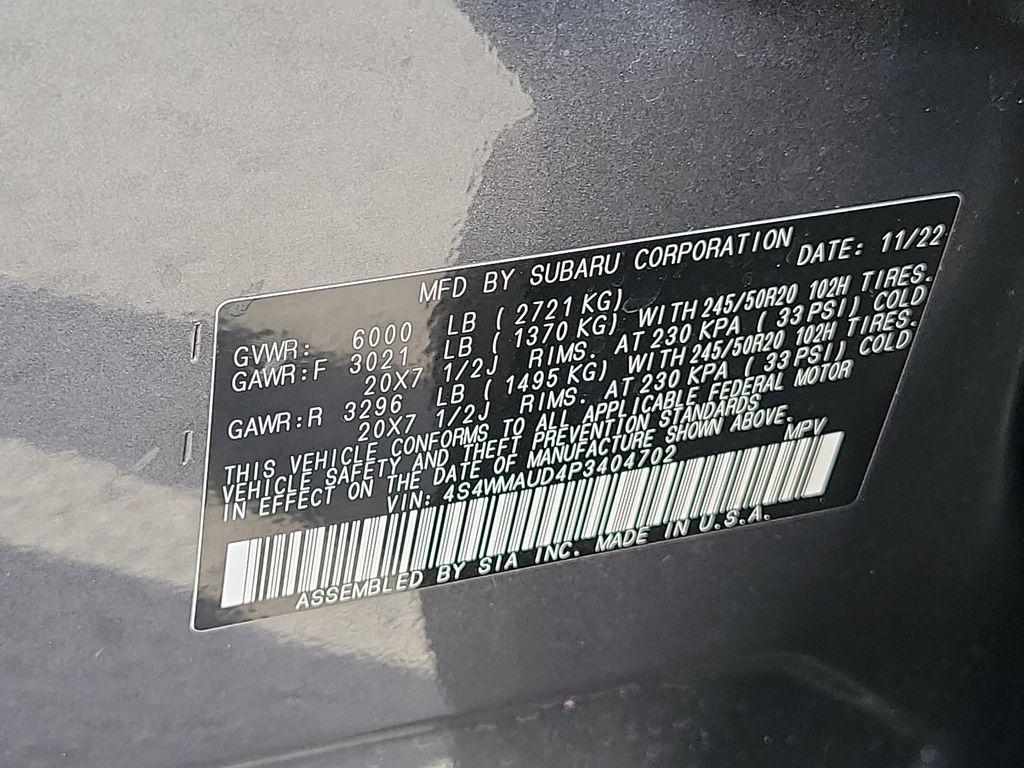 MFD BY SUBARU CORPORATION DATE: 11/22
GVWR: 6000 LB ( 2721 KG)
GAWR:F 3021 LB ( 1370 KG) WITH 245/50R20 102H TIRES.
20X7 1/2J RIMS. AT 230 KPA ( 33 PSI) COLD
GAWR:R 3296 LB ( 1495 KG) WITH 245/50R20 102H TIRES.
20X7 1/2J RIMS. AT 230 KPA ( 33 PSI) COLD
THIS VEHICLE CONFORMS TO ALL APPLICABLE FEDERAL MOTOR
VEHICLE SAFETY AND THEFT PREVENTION STANDARDS
IN EFFECT ON THE DATE OF MANUFACTURE SHOWN ABOVE.
VIN: 4S4WMAUD4P3404702 MPV
ASSEMBLED BY SIA INC. MADE IN U.S.A.